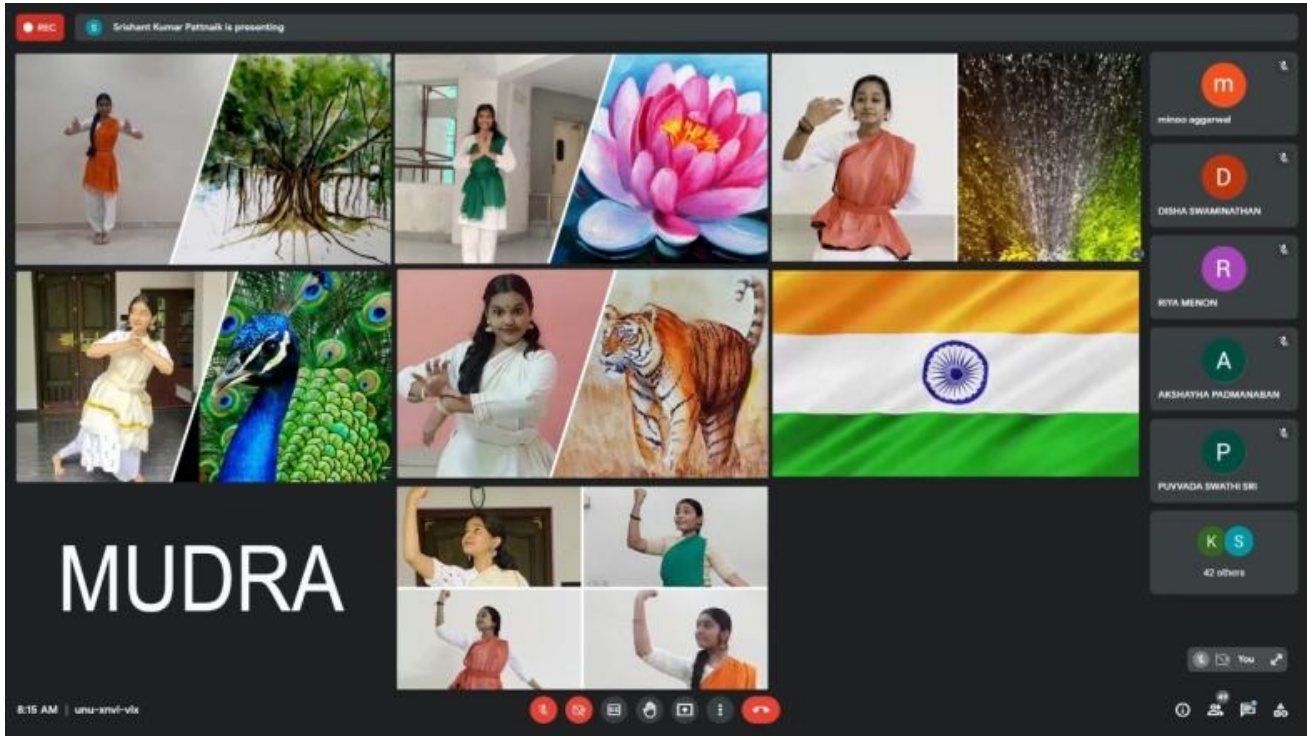 REC
S
Srishant Kumar Pattnaik is presenting
m
minoo aggarwal
D
DISHA SWAMINATHAN
R
RIYA MENON
A
AKSHAYHA PADMANABAN
P
PUVVADA SWATHI SRI
K S
42 others
MUDRA
You
8:15 AM | unu-xnvi-vix
49